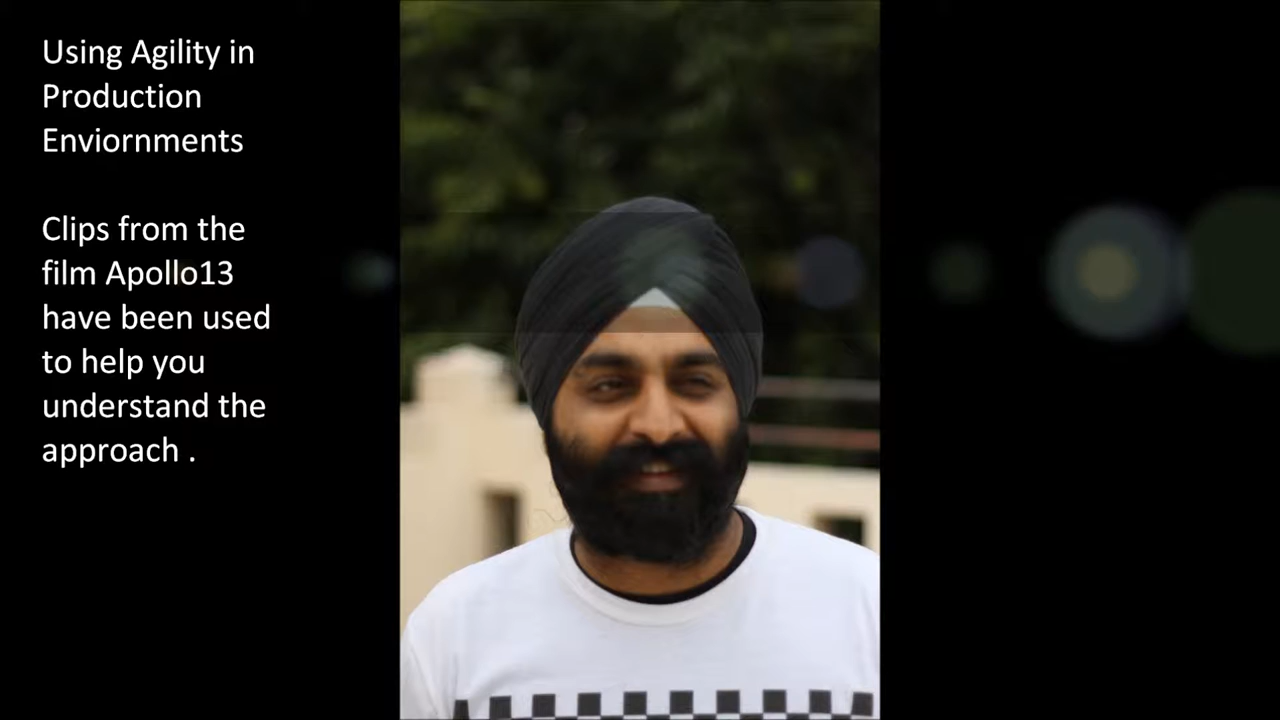 Using Agility in
Production
Enviornments
Clips from the
film Apollo13
have been used
to help you
understand the
approach .